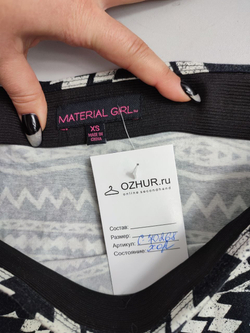 MATERIAL GIRL
XS
MADE IN
CHINA
OZHUR.ru
online secondhand
Состав:
Размер:
Артикул:
Состояние: